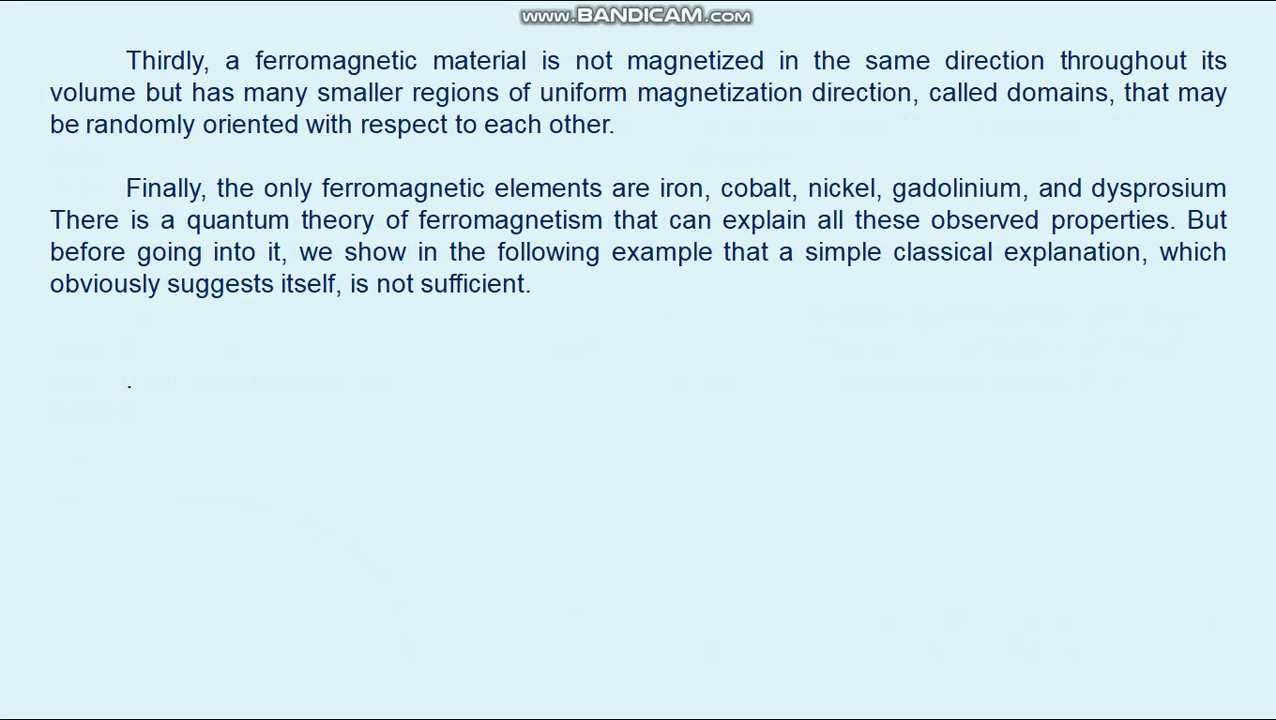 www.BANDICAM.com
Thirdly, a ferromagnetic material is not magnetized in the same direction throughout its
volume but has many smaller regions of uniform magnetization direction, called domains, that may
be randomly oriented with respect to each other.
Finally, the only ferromagnetic elements are iron, cobalt, nickel, gadolinium, and dysprosium
There is a quantum theory of ferromagnetism that can explain all these observed properties. But
before going into it, we show in the following example that a simple classical explanation, which
obviously suggests itself, is not sufficient.
.